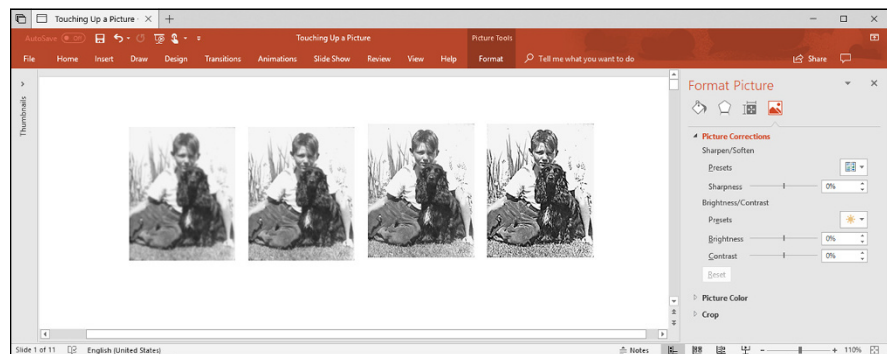 Touching Up a Picture
AutoSave Off
Touching Up a Picture
Picture Tools
File Home Insert Draw Design Transitions Animations Slide Show Review View Help Format Tell me what you want to do Share
Thumbnails
Format Picture
Picture Corrections
Sharpen/Soften
Presets
Sharpness 0%
Brightness/Contrast
Presets
Brightness 0%
Contrast 0%
Reset
Picture Color
Crop
Slide 1 of 11 English (United States) Notes 110%